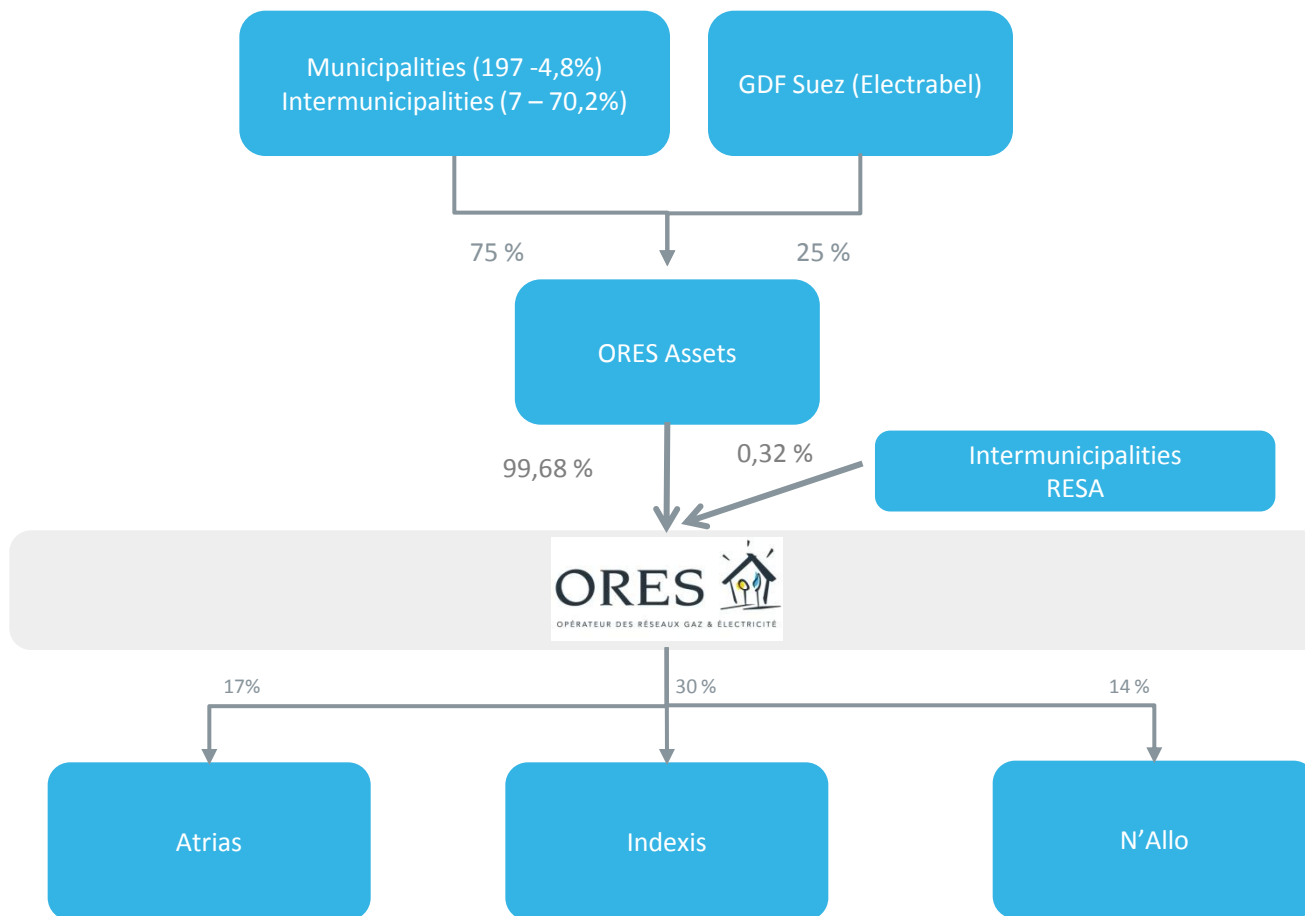 Municipalities (197 -4,8%)
Intermunicipalities (7 – 70,2%)
GDF Suez (Electrabel)
75 %
25 %
ORES Assets
99,68 %
0,32 %
Intermunicipalities
RESA
ORES
OPÉRATEUR DES RÉSEAUX GAZ & ÉLECTRICITÉ
17%
30 %
14 %
Atrias
Indexis
N’Allo